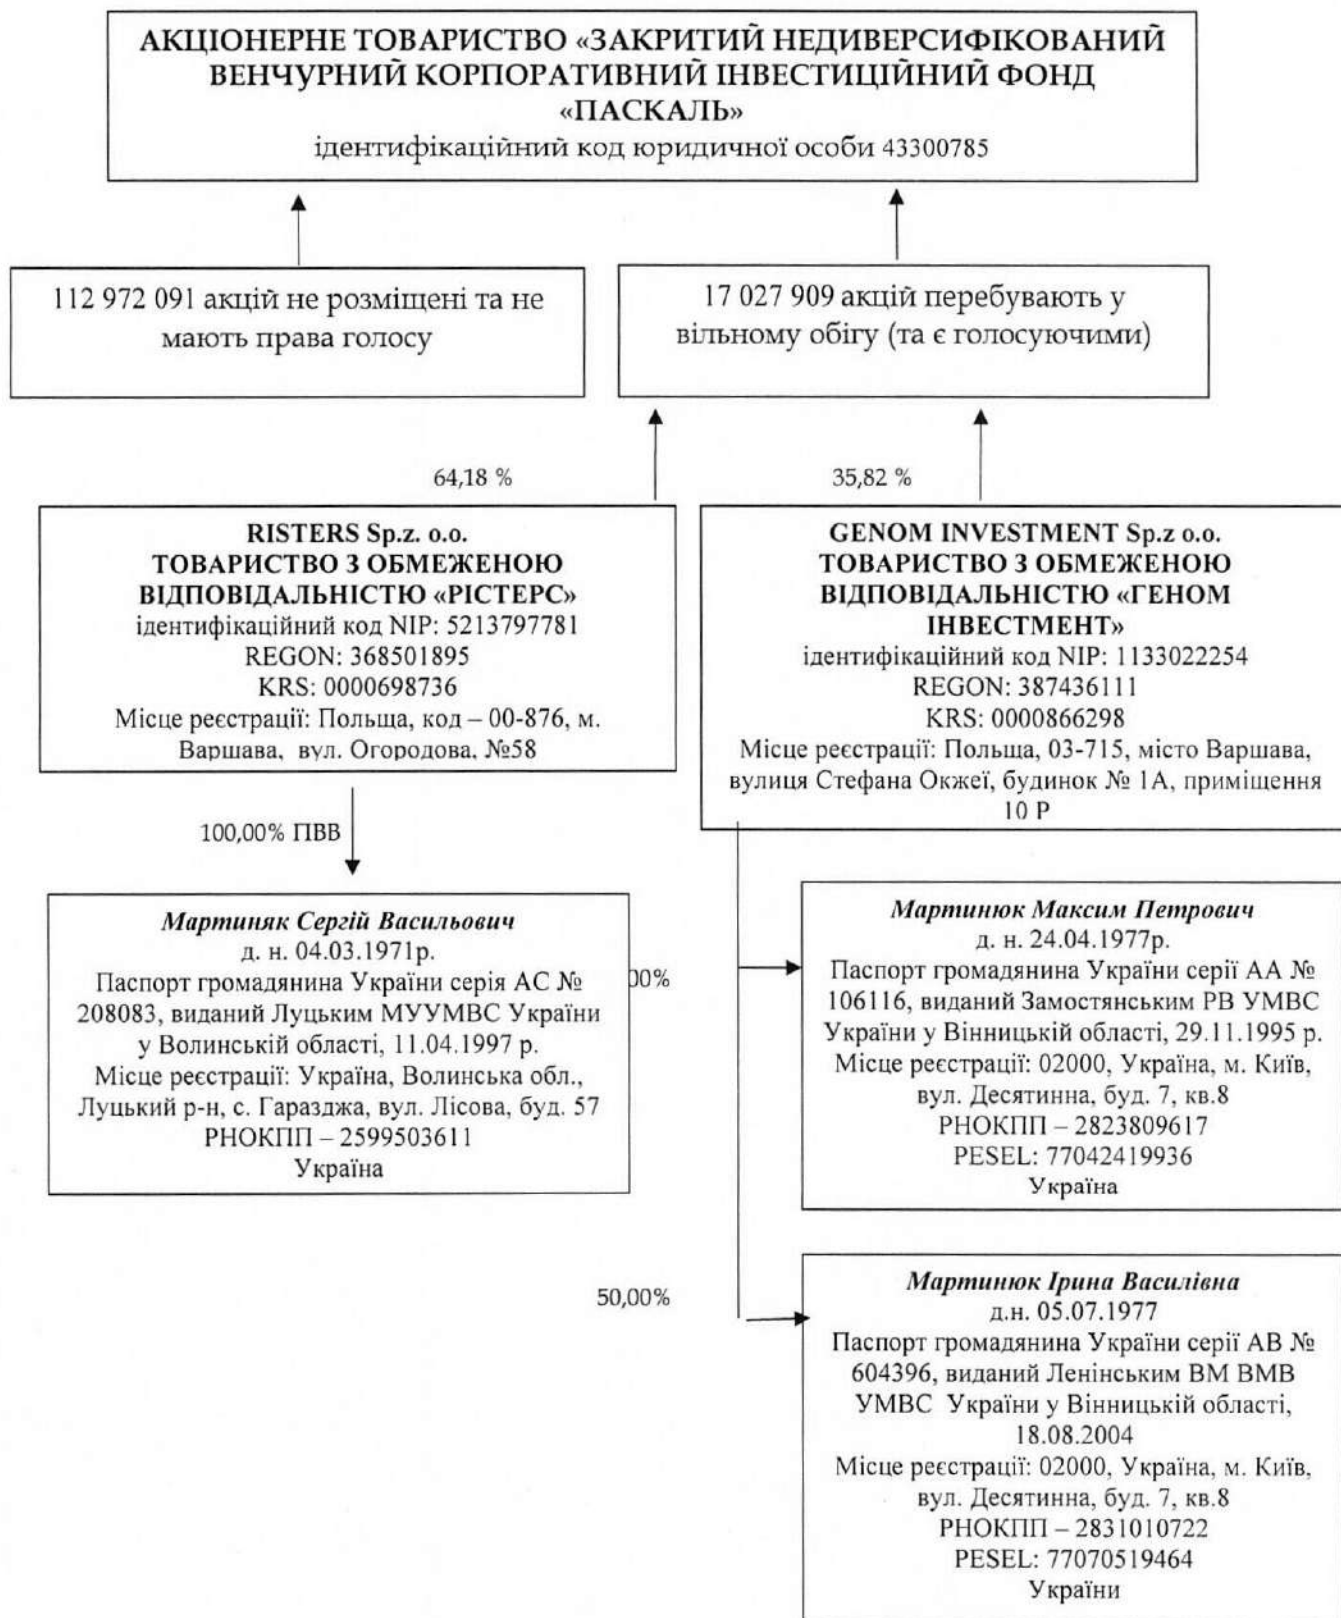 АКЦІОНЕРНЕ ТОВАРИСТВО «ЗАКРИТИЙ НЕДИВЕРСИФІКОВАНИЙ
ВЕНЧУРНИЙ КОРПОРАТИВНИЙ ІНВЕСТИЦІЙНИЙ ФОНД
«ПАСКАЛЬ»
ідентифікаційний код юридичної особи 43300785
112 972 091 акцій не розміщені та не
мають права голосу
17 027 909 акцій перебувають у
вільному обігу (та є голосуючими)
64,18 %
35,82 %
RISTERS Sp.z. o.o.
ТОВАРИСТВО З ОБМЕЖЕНОЮ
ВІДПОВІДАЛЬНІСТЮ «РІСТЕРС»
ідентифікаційний код NIP: 5213797781
REGON: 368501895
KRS: 0000698736
Місце реєстрації: Польща, код – 00-876, м.
Варшава, вул. Огородова, №58
GENOM INVESTMENT Sp.z o.o.
ТОВАРИСТВО З ОБМЕЖЕНОЮ
ВІДПОВІДАЛЬНІСТЮ «ГЕНОМ
ІНВЕСТМЕНТ»
ідентифікаційний код NIP: 1133022254
REGON: 387436111
KRS: 0000866298
Місце реєстрації: Польща, 03-715, місто Варшава,
вулиця Стефана Окжеї, будинок № 1А, приміщення
10 Р
100,00% ПВВ
Мартиняк Сергій Васильович
д. н. 04.03.1971р.
Паспорт громадянина України серія АС №
208083, виданий Луцьким МУУМВС України
у Волинській області, 11.04.1997 р.
Місце реєстрації: Україна, Волинська обл.,
Луцький р-н, с. Гаразджа, вул. Лісова, буд. 57
РНОКПП – 2599503611
Україна
00%
Мартинюк Максим Петрович
д. н. 24.04.1977р.
Паспорт громадянина України серії АА №
106116, виданий Замостянським РВ УМВС
України у Вінницькій області, 29.11.1995 р.
Місце реєстрації: 02000, Україна, м. Київ,
вул. Десятинна, буд. 7, кв.8
РНОКПП – 2823809617
PESEL: 77042419936
Україна
50,00%
Мартинюк Ірина Василівна
д.н. 05.07.1977
Паспорт громадянина України серії АВ №
604396, виданий Ленінським ВМ ВМВ
УМВС України у Вінницькій області,
18.08.2004
Місце реєстрації: 02000, Україна, м. Київ,
вул. Десятинна, буд. 7, кв.8
РНОКПП – 2831010722
PESEL: 77070519464
України